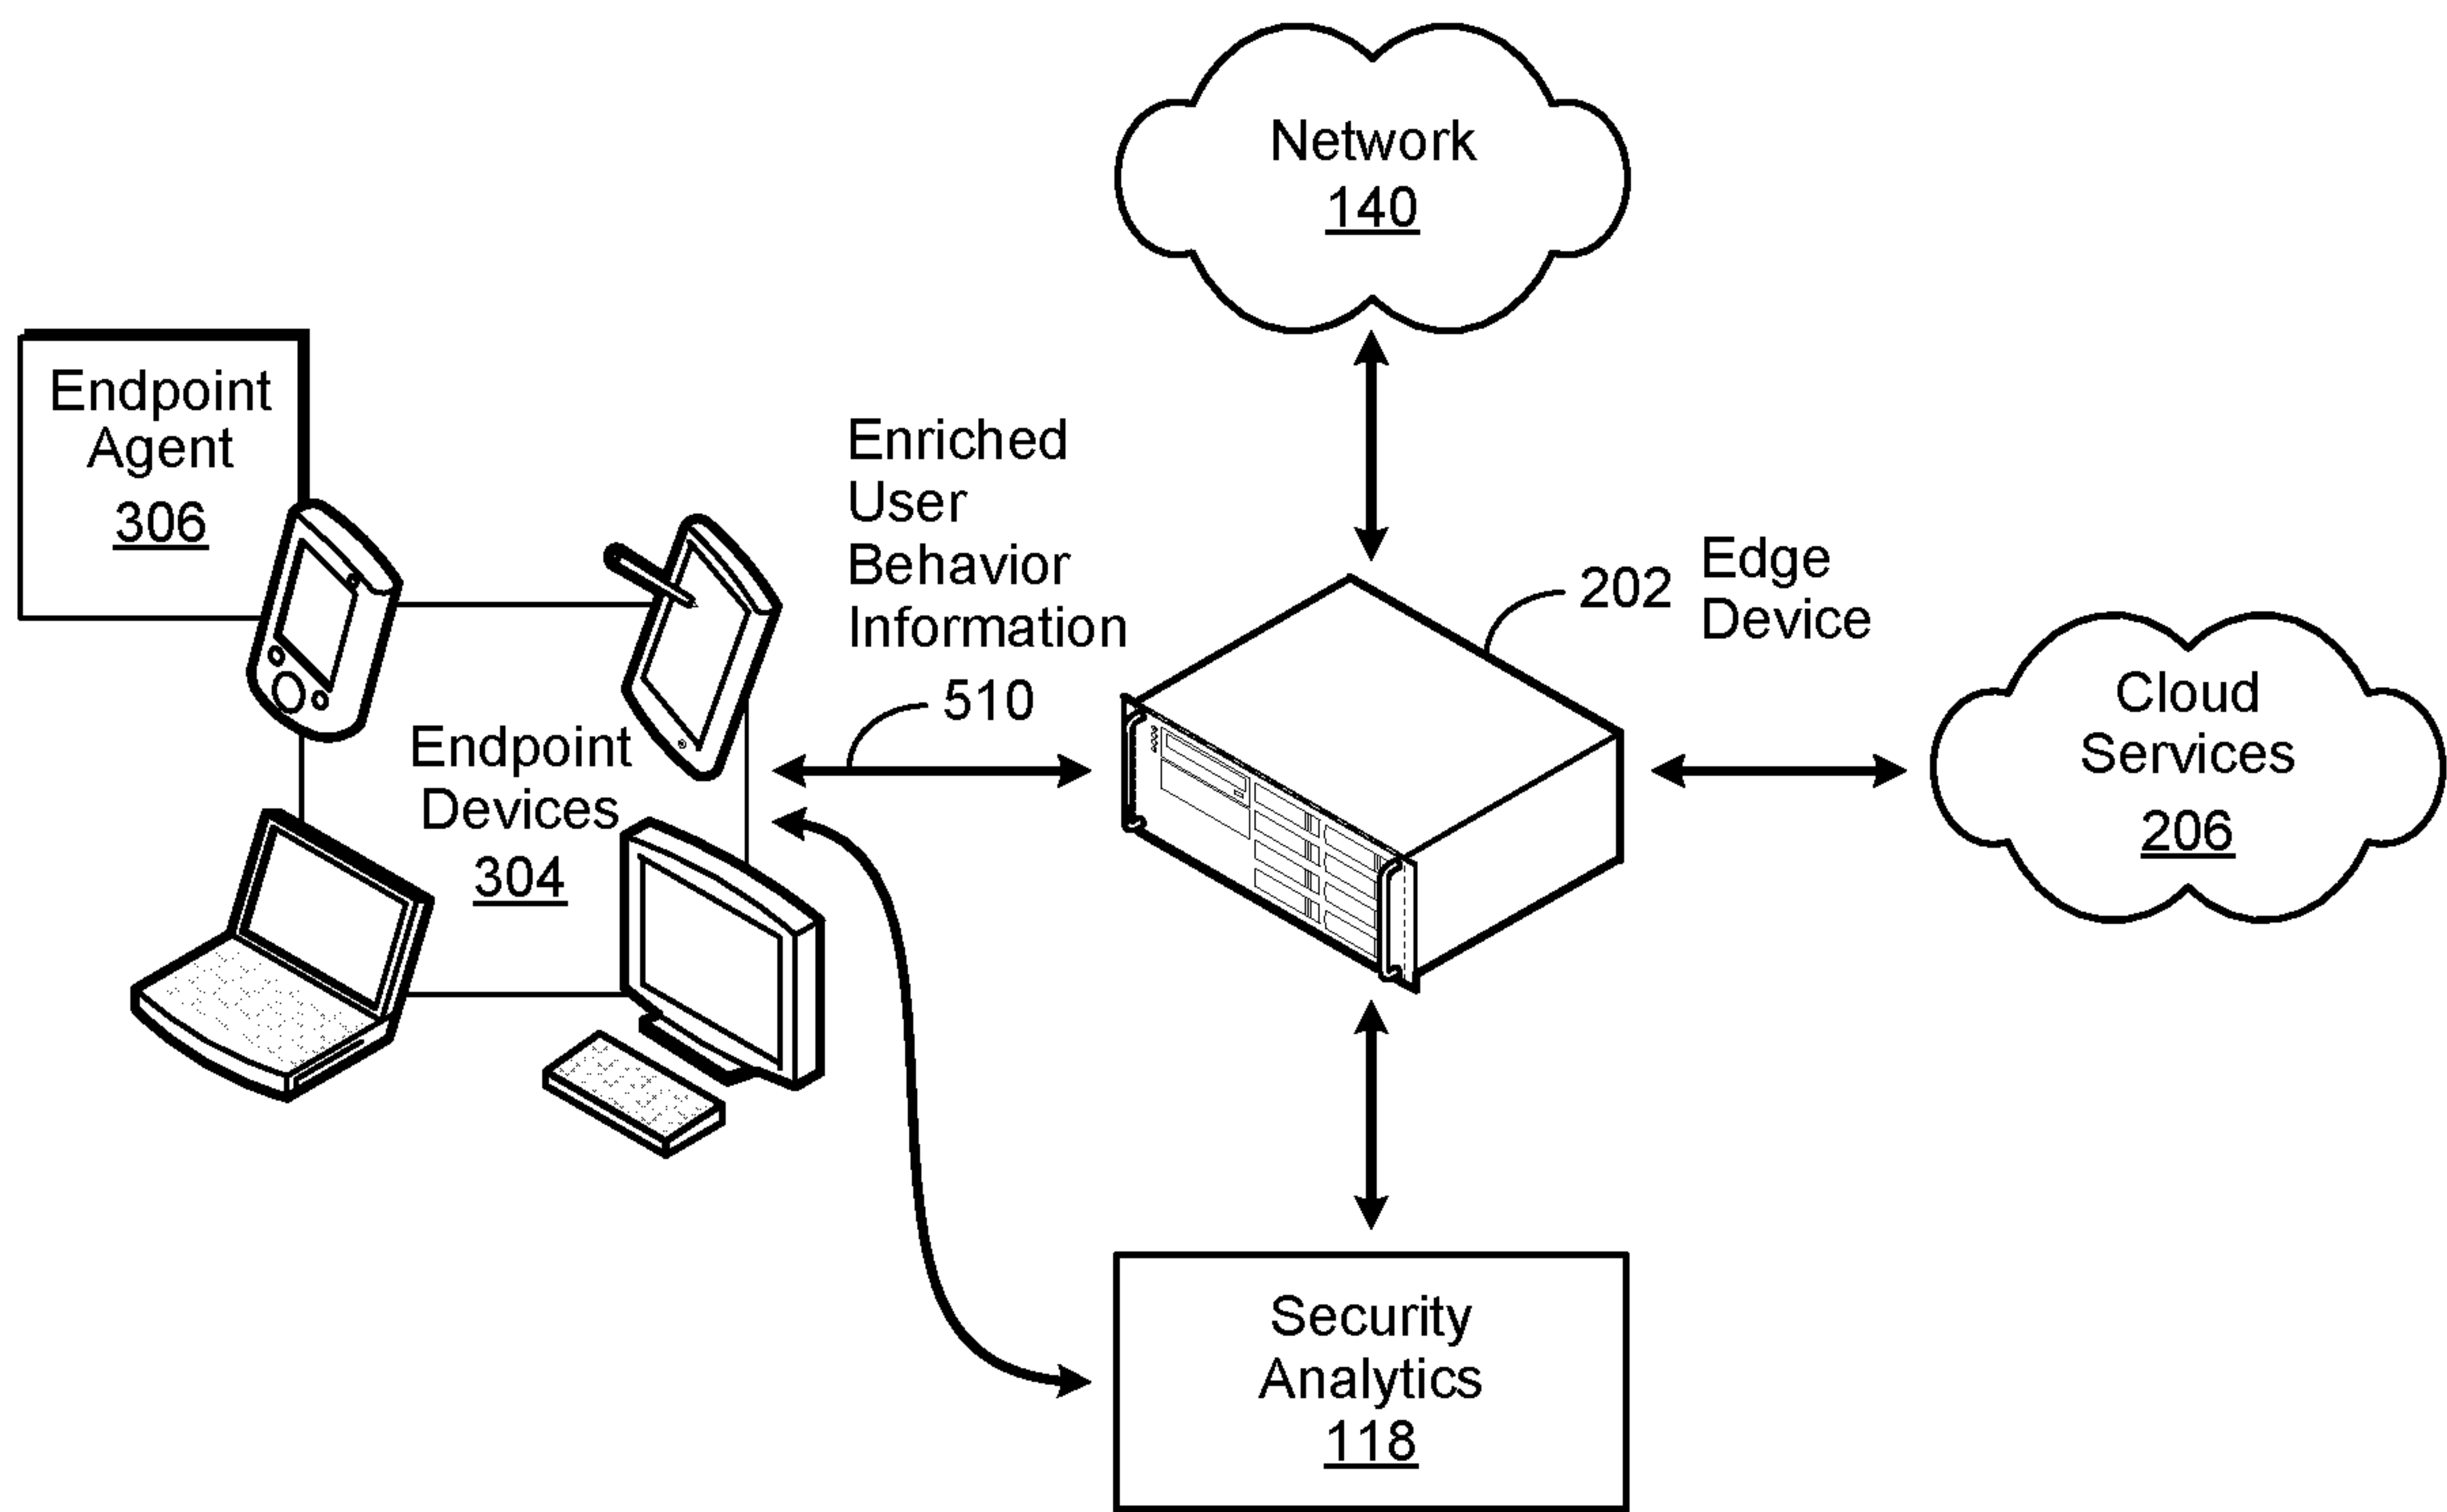 Network
140
Endpoint
Agent
306
Enriched
User
Behavior
Information
510
202
Edge
Device
Cloud
Services
206
Endpoint
Devices
304
Security
Analytics
118